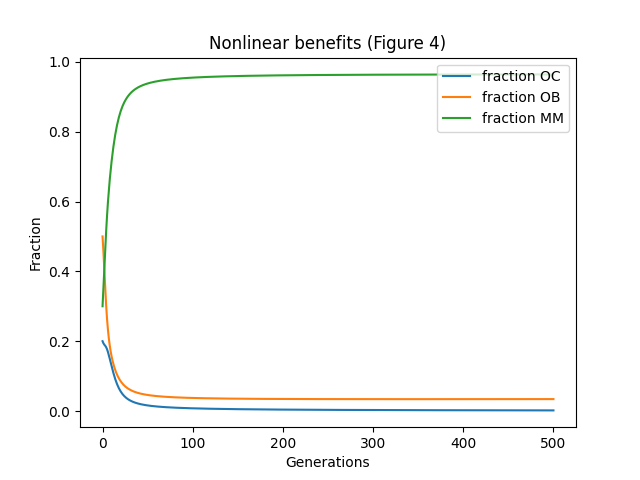 Nonlinear benefits (Figure 4)
1.0
0.8
0.6
0.4
0.2
0.0
Fraction
fraction OC
fraction OB
fraction MM
0 100 200 300 400 500
Generations